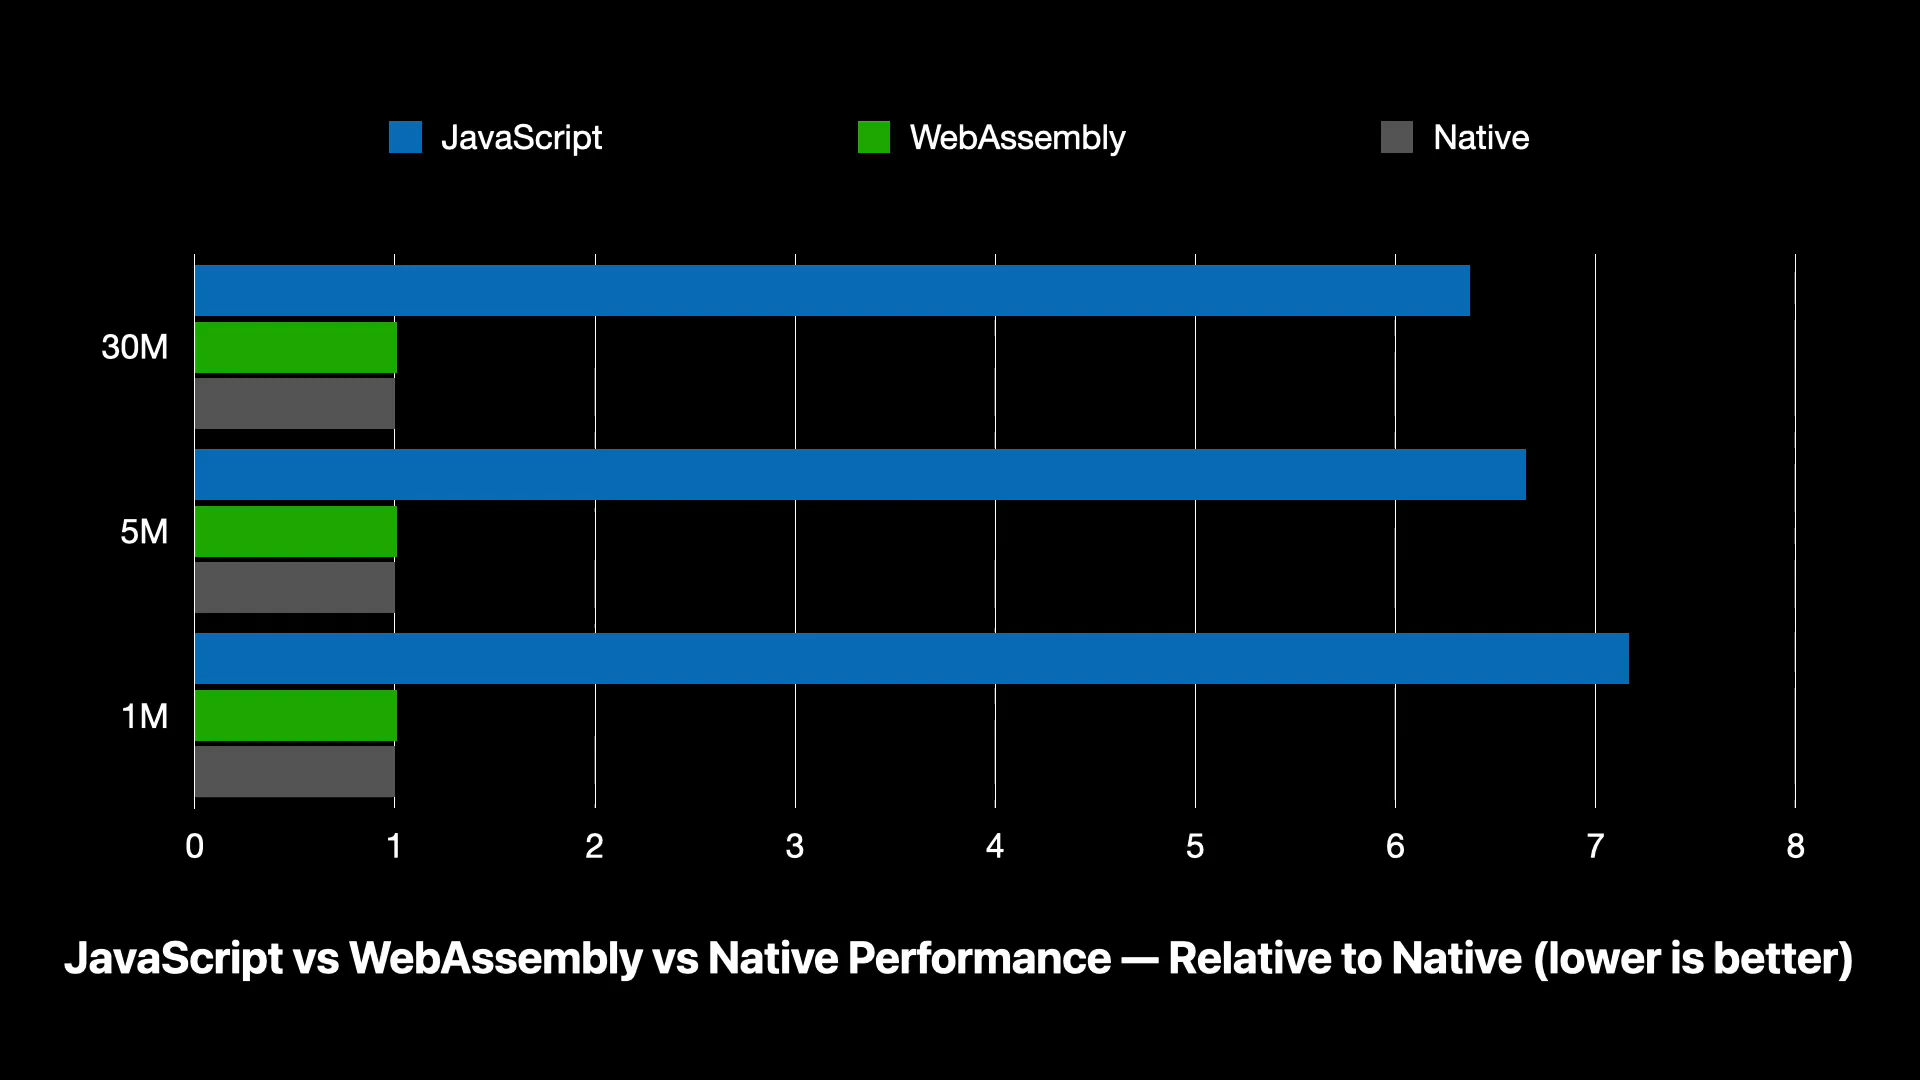 JavaScript WebAssembly Native
30M
5M
1M
0 1 2 3 4 5 6 7 8
JavaScript vs WebAssembly vs Native Performance — Relative to Native (lower is better)